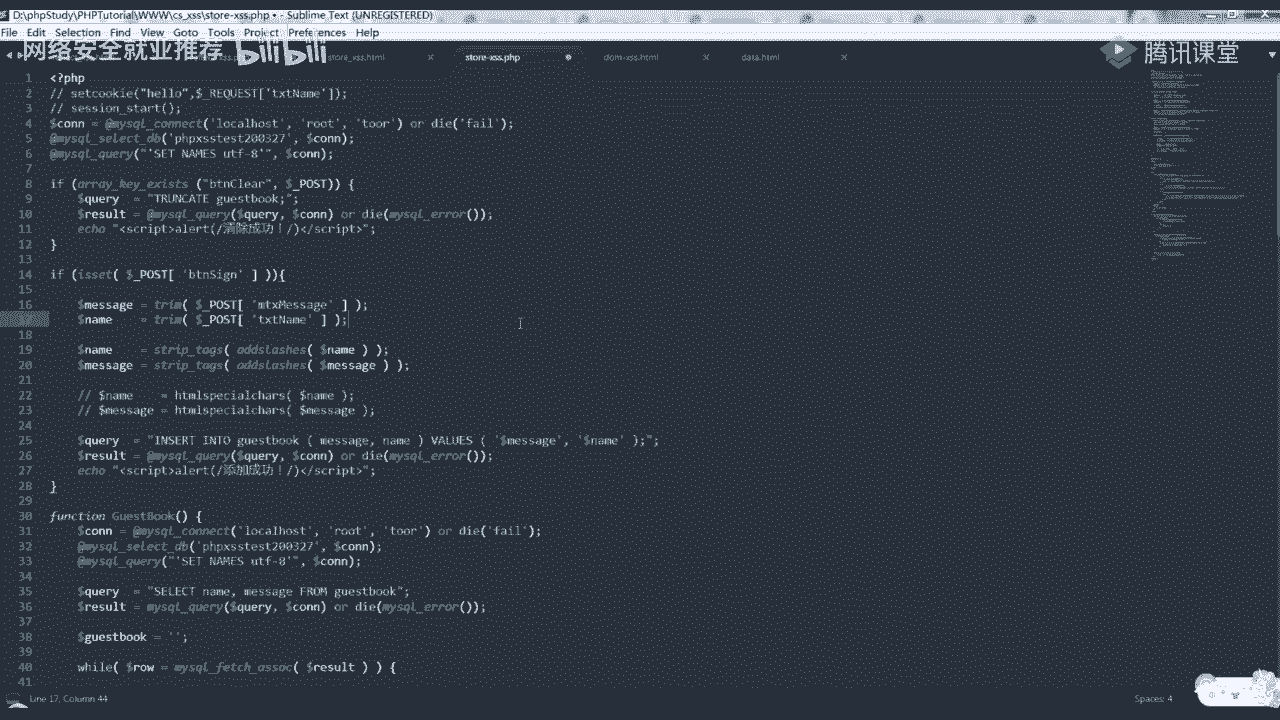 D:\phpStudy\PHPTutorial\WWW\cs_xss\store-xss.php • - Sublime Text (UNREGISTERED)
File Edit Selection Find View Goto Tools Project Preferences Help
网络安全就业推荐 bilibili
store_xss.html store-xss.php dom-xss.html data.html
腾讯课堂
1 <?php
2 // setcookie("hello",$_REQUEST['txtName']);
3 // session_start();
4 $conn = @mysql_connect('localhost', 'root', 'toor') or die('fail');
5 @mysql_select_db('phpxsstest200327', $conn);
6 @mysql_query("'SET NAMES utf-8'", $conn);
7
8 if (array_key_exists ("btnClear", $_POST)) {
9 $query = "TRUNCATE guestbook;";
10 $result = @mysql_query($query, $conn) or die(mysql_error());
11 echo "<script>alert(/清除成功！/)</script>";
12 }
13
14 if (isset( $_POST[ 'btnSign' ] )){
15
16 $message = trim( $_POST[ 'mtxMessage' ] );
$name = trim( $_POST[ 'txtName' ] );
18
19 $name = strip_tags( addslashes( $name ) );
20 $message = strip_tags( addslashes( $message ) );
21
22 // $name = htmlspecialchars( $name );
23 // $message = htmlspecialchars( $message );
24
25 $query = "INSERT INTO guestbook ( message, name ) VALUES ( '$message', '$name' );";
26 $result = @mysql_query($query, $conn) or die(mysql_error());
27 echo "<script>alert(/添加成功！/)</script>";
28 }
29
30 function GuestBook() {
31 $conn = @mysql_connect('localhost', 'root', 'toor') or die('fail');
32 @mysql_select_db('phpxsstest200327', $conn);
33 @mysql_query("'SET NAMES utf-8'", $conn);
34
35 $query = "SELECT name, message FROM guestbook";
36 $result = mysql_query($query, $conn) or die(mysql_error());
37
38 $guestbook = '';
39
40 while( $row = mysql_fetch_assoc( $result ) ) {
41
Line 17, Column 44 Spaces: 4